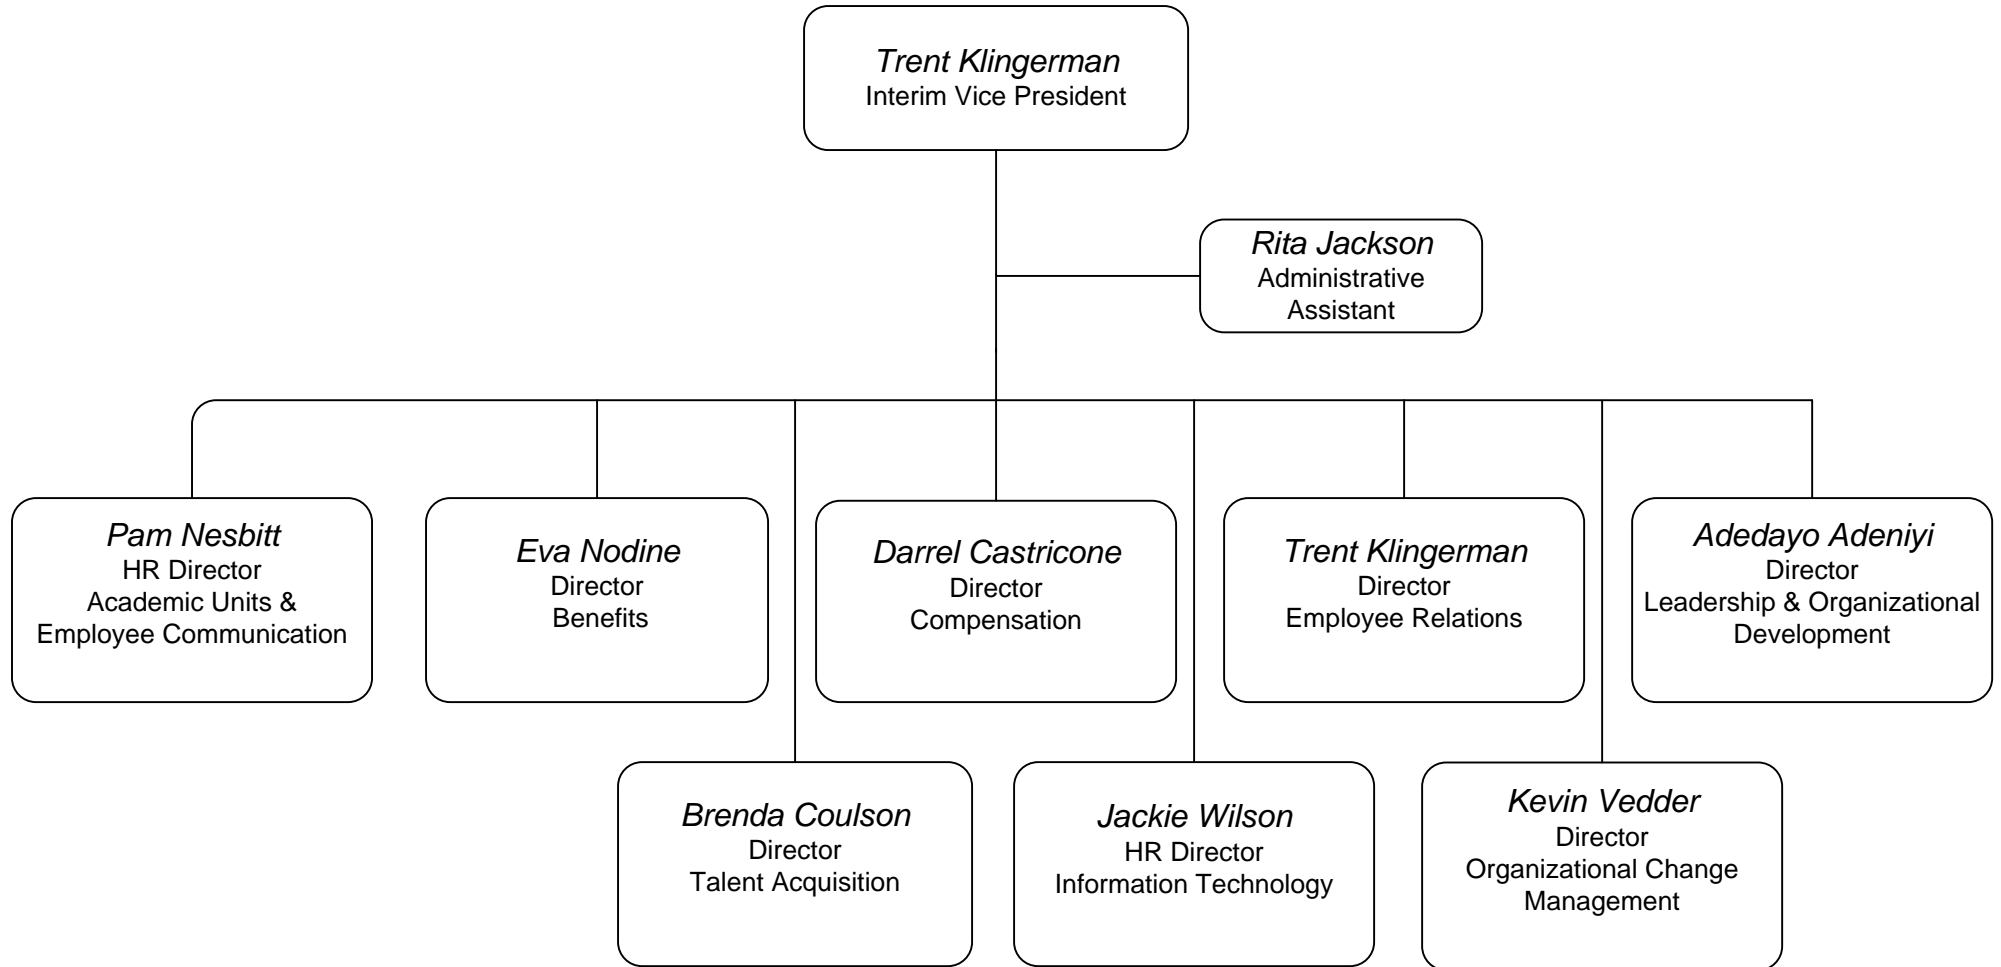 Trent Klingerman
Interim Vice President
Rita Jackson
Administrative
Assistant
Pam Nesbitt
HR Director
Academic Units &
Employee Communication
Eva Nodine
Director
Benefits
Darrel Castricone
Director
Compensation
Trent Klingerman
Director
Employee Relations
Adedayo Adeniyi
Director
Leadership & Organizational
Development
Brenda Coulson
Director
Talent Acquisition
Jackie Wilson
HR Director
Information Technology
Kevin Vedder
Director
Organizational Change
Management